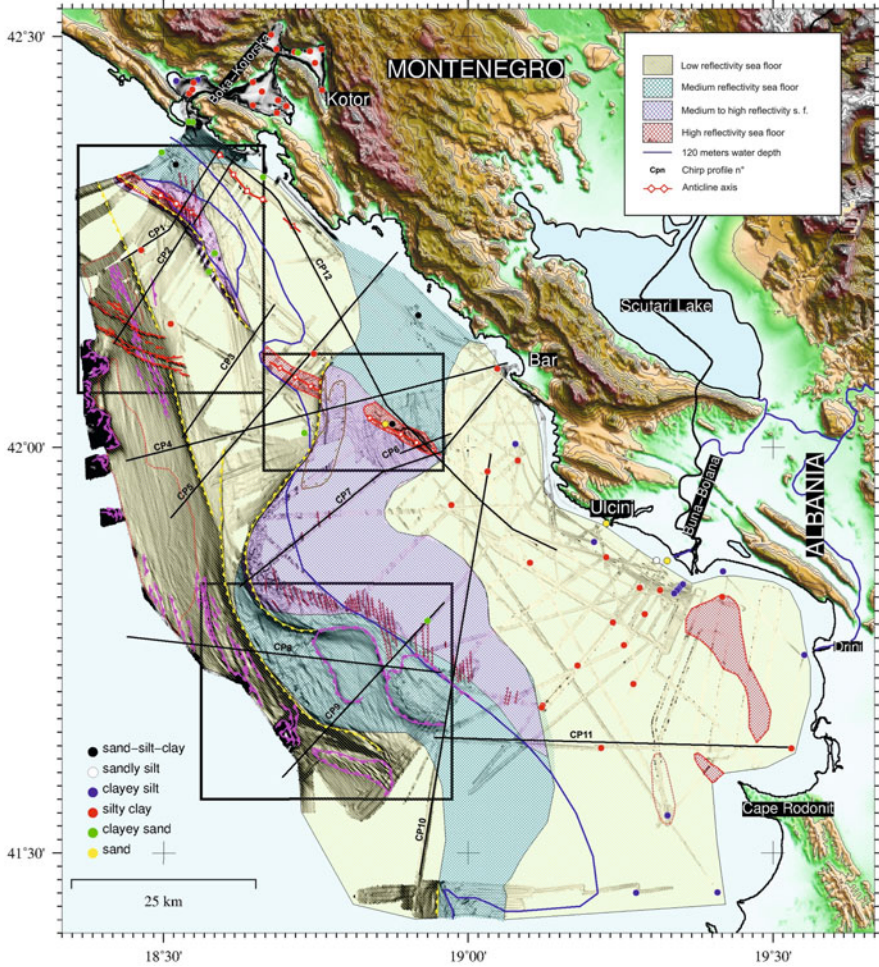 42°30'
42°00'
41°30'
MONTENEGRO
Boka-Kotorska
Kotor
Low reflectivity sea floor
Medium reflectivity sea floor
Medium to high reflectivity s. f.
High reflectivity sea floor
120 meters water depth
Cpn Chirp profile n°
Anticline axis
CP1
CP2
CP12
Scutari Lake
CP3
Bar
CP4
CP6
CP5
CP7
Ulcinj
Buna-Bojana
ALBANIA
CP8
Drini
CP9
CP11
CP10
Cape Rodonit
sand-silt-clay
sandly silt
clayey silt
silty clay
clayey sand
sand
25 km
18°30'
19°00'
19°30'